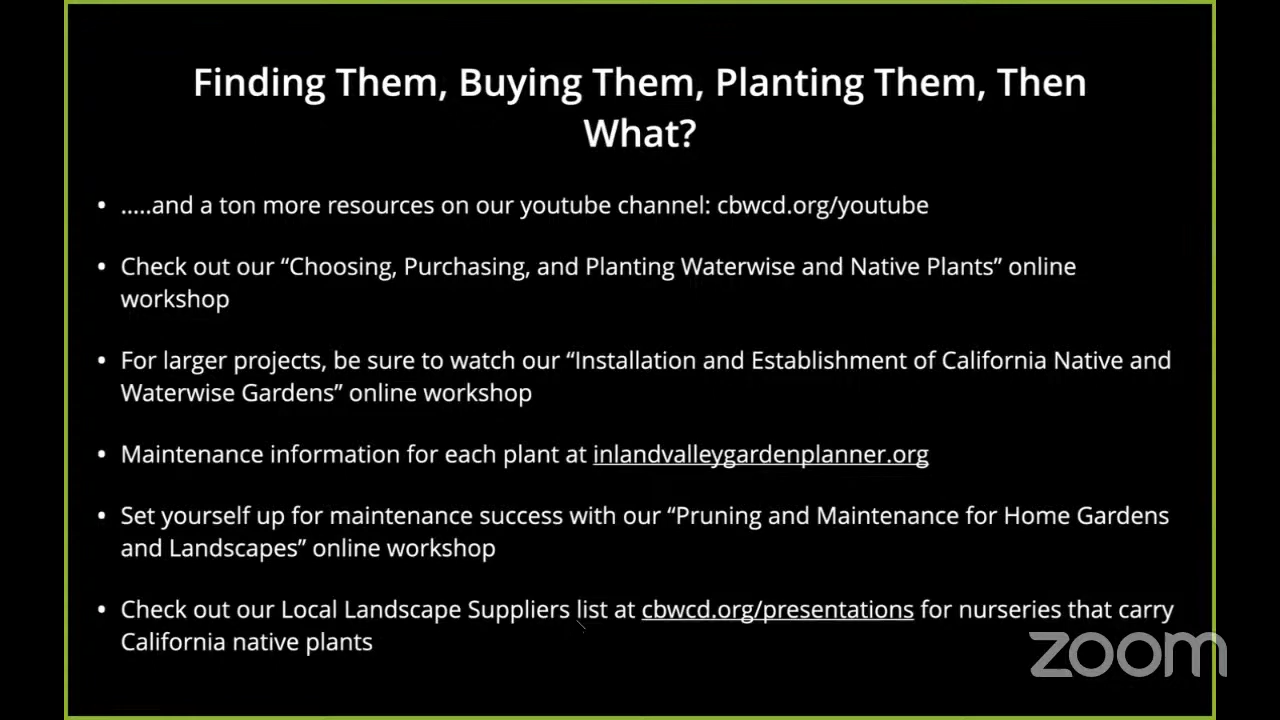 Finding Them, Buying Them, Planting Them, Then
What?
• .....and a ton more resources on our youtube channel: cbwcd.org/youtube
• Check out our “Choosing, Purchasing, and Planting Waterwise and Native Plants” online
workshop
• For larger projects, be sure to watch our “Installation and Establishment of California Native and
Waterwise Gardens” online workshop
• Maintenance information for each plant at inlandvalleygardenplanner.org
• Set yourself up for maintenance success with our “Pruning and Maintenance for Home Gardens
and Landscapes” online workshop
• Check out our Local Landscape Suppliers list at cbwcd.org/presentations for nurseries that carry
California native plants
zoom